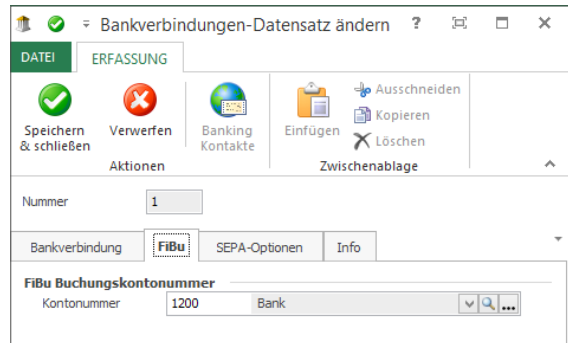 Bankverbindungen-Datensatz ändern ?
DATEI ERFASSUNG
Speichern & schließen
Verwerfen
Banking Kontakte
Einfügen
Ausschneiden
Kopieren
Löschen
Aktionen Zwischenablage
Nummer 1
Bankverbindung FiBu SEPA-Optionen Info
FiBu Buchungskontonummer
Kontonummer 1200 Bank ...